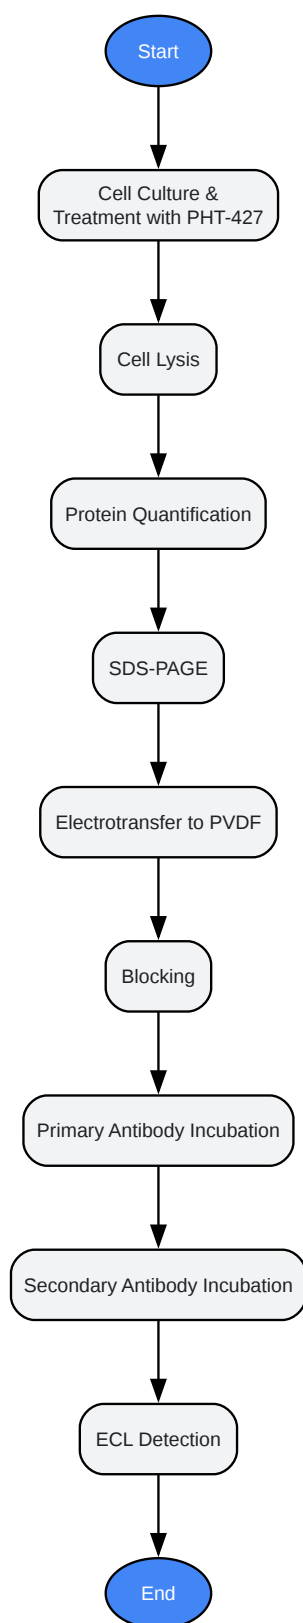 Start
Cell Culture &
Treatment with PHT-427
Cell Lysis
Protein Quantification
SDS-PAGE
Electrotransfer to PVDF
Blocking
Primary Antibody Incubation
Secondary Antibody Incubation
ECL Detection
End